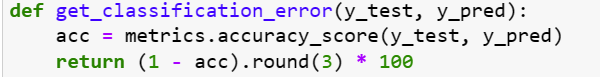 def get_classification_error(y_test, y_pred):
    acc = metrics.accuracy_score(y_test, y_pred)
    return (1 - acc).round(3) * 100